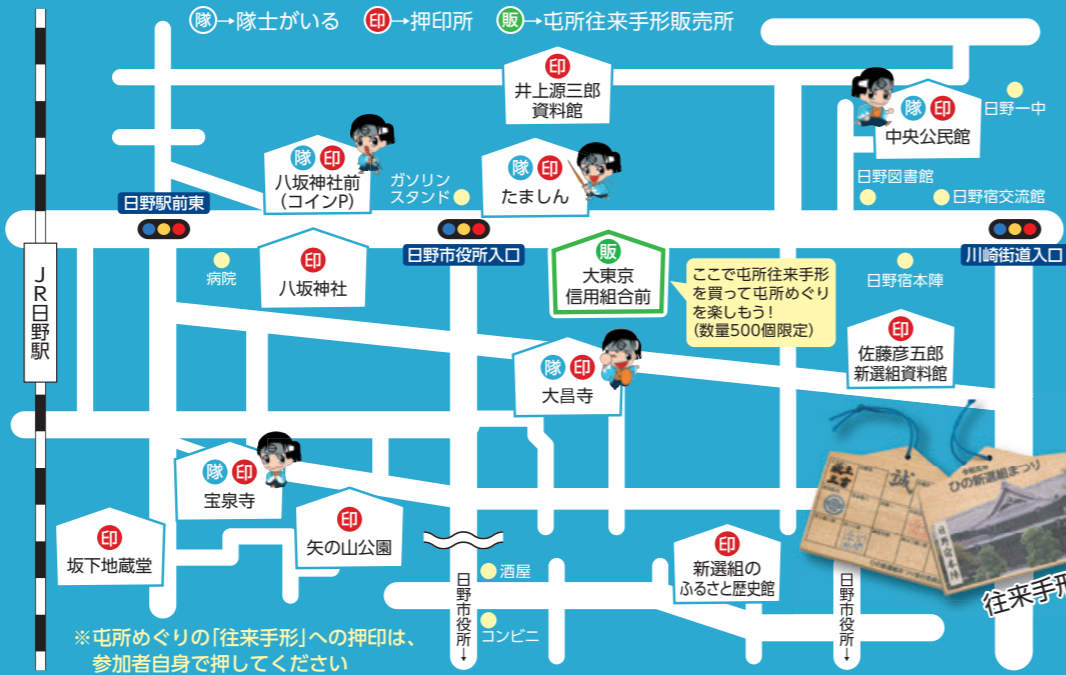 隊→隊士がいる 印→押印所 販→屯所往来手形販売所
印
井上源三郎
資料館
隊 印
中央公民館
日野一中
隊 印
八坂神社前
(コインP)
ガソリン
スタンド
隊 印
たましん
日野図書館
日野宿交流館
日野駅前東
日野市役所入口
川崎街道入口
JR日野駅
病院
印
八坂神社
販
大東京
信用組合前
ここで屯所往来手形
を買って屯所めぐり
を楽しもう!
(数量500個限定)
日野宿本陣
印
佐藤彦五郎
新選組資料館
隊 印
大昌寺
隊 印
宝泉寺
印
矢の山公園
印
坂下地蔵堂
印
新選組の
ふるさと歴史館
日野市役所→
酒屋
コンビニ
日野市役所→
誠
ひの新選組まつり
日野宿本陣
往来手形
※屯所めぐりの「往来手形」への押印は、
参加者自身で押してください